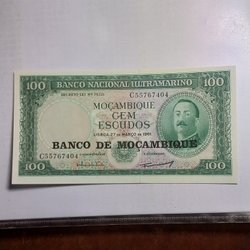 100 BANCO NACIONAL ULTRAMARINO 100
C55767404
MOÇAMBIQUE
CEM
ESCUDOS
LISBOA, 27 DE MARÇO DE 1961
BANCO DE MOÇAMBIQUE
C55767404
100 100